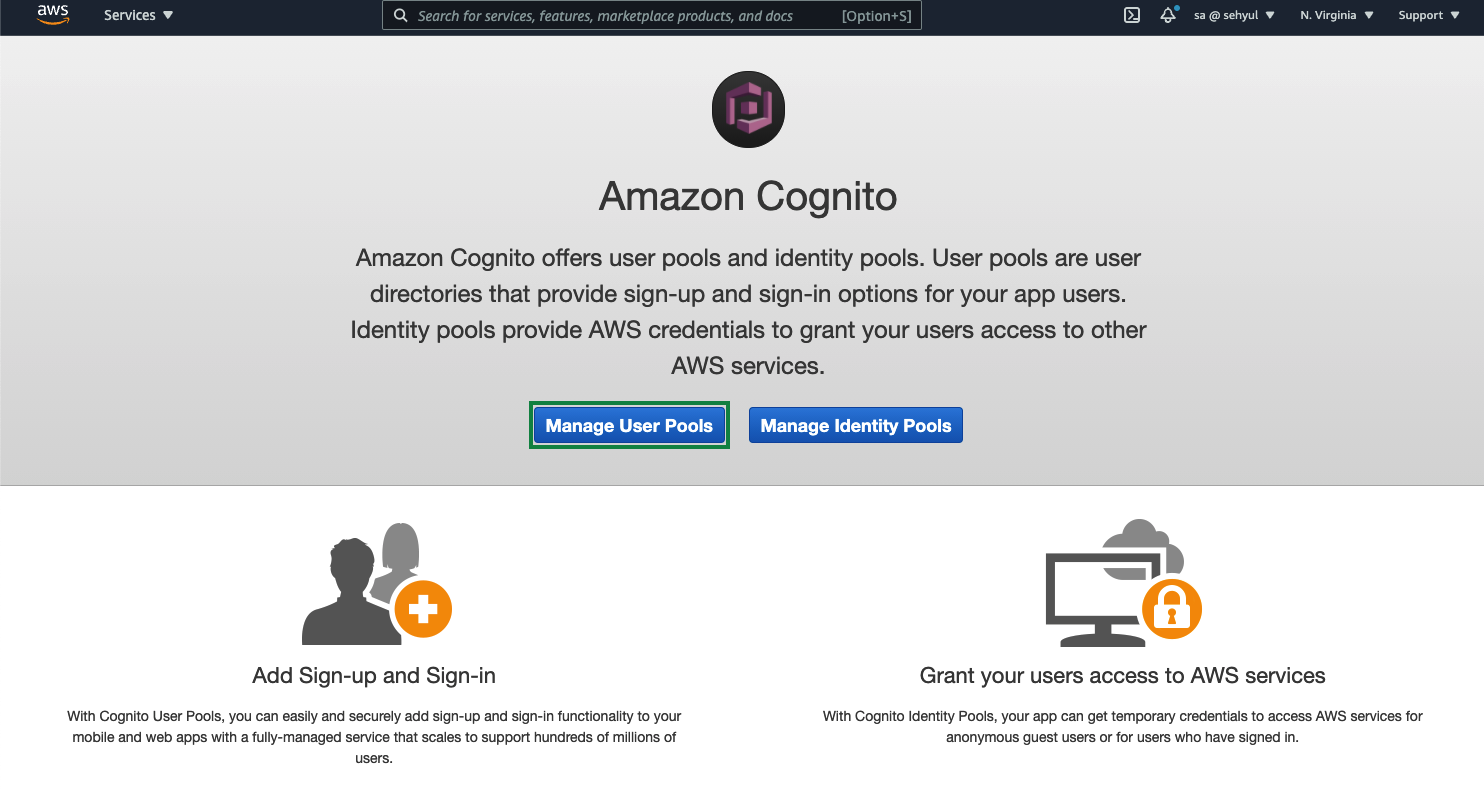 aws Services Search for services, features, marketplace products, and docs [Option+S] sa @ sehyul N. Virginia Support
Amazon Cognito
Amazon Cognito offers user pools and identity pools. User pools are user
directories that provide sign-up and sign-in options for your app users.
Identity pools provide AWS credentials to grant your users access to other
AWS services.
Manage User Pools Manage Identity Pools
Add Sign-up and Sign-in
With Cognito User Pools, you can easily and securely add sign-up and sign-in functionality to your
mobile and web apps with a fully-managed service that scales to support hundreds of millions of
users.
Grant your users access to AWS services
With Cognito Identity Pools, your app can get temporary credentials to access AWS services for
anonymous guest users or for users who have signed in.